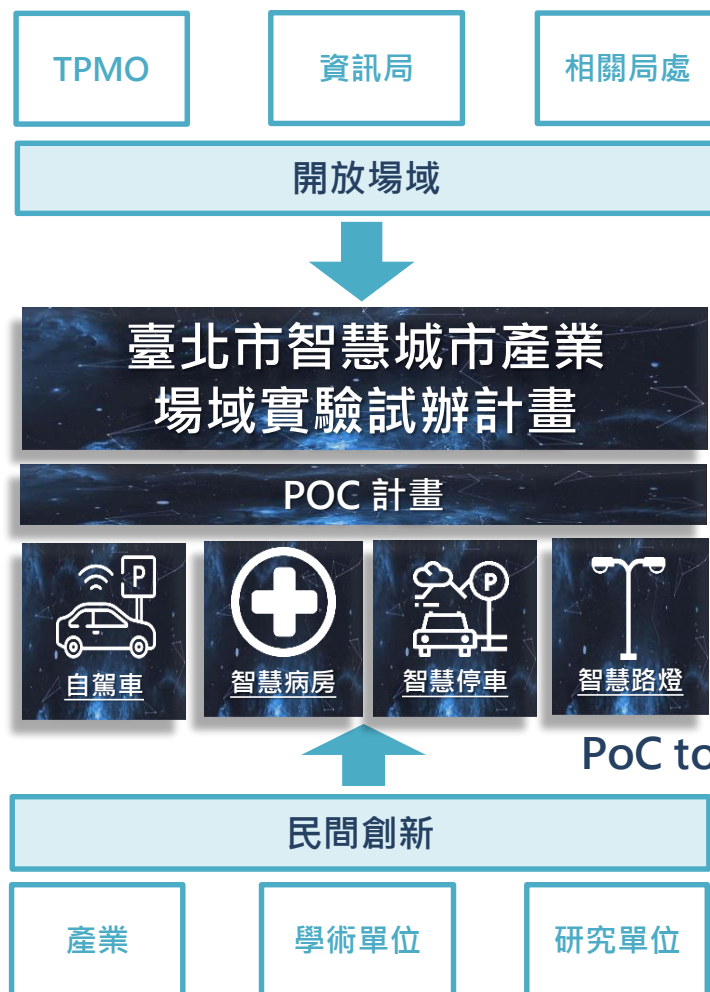 TPMO
資訊局
相關局處
開放場域
臺北市智慧城市產業
場域實驗試辦計畫
POC 計畫
P
P
自駕車
智慧病房
智慧停車
智慧路燈
PoC to
民間創新
產業
學術單位
研究單位